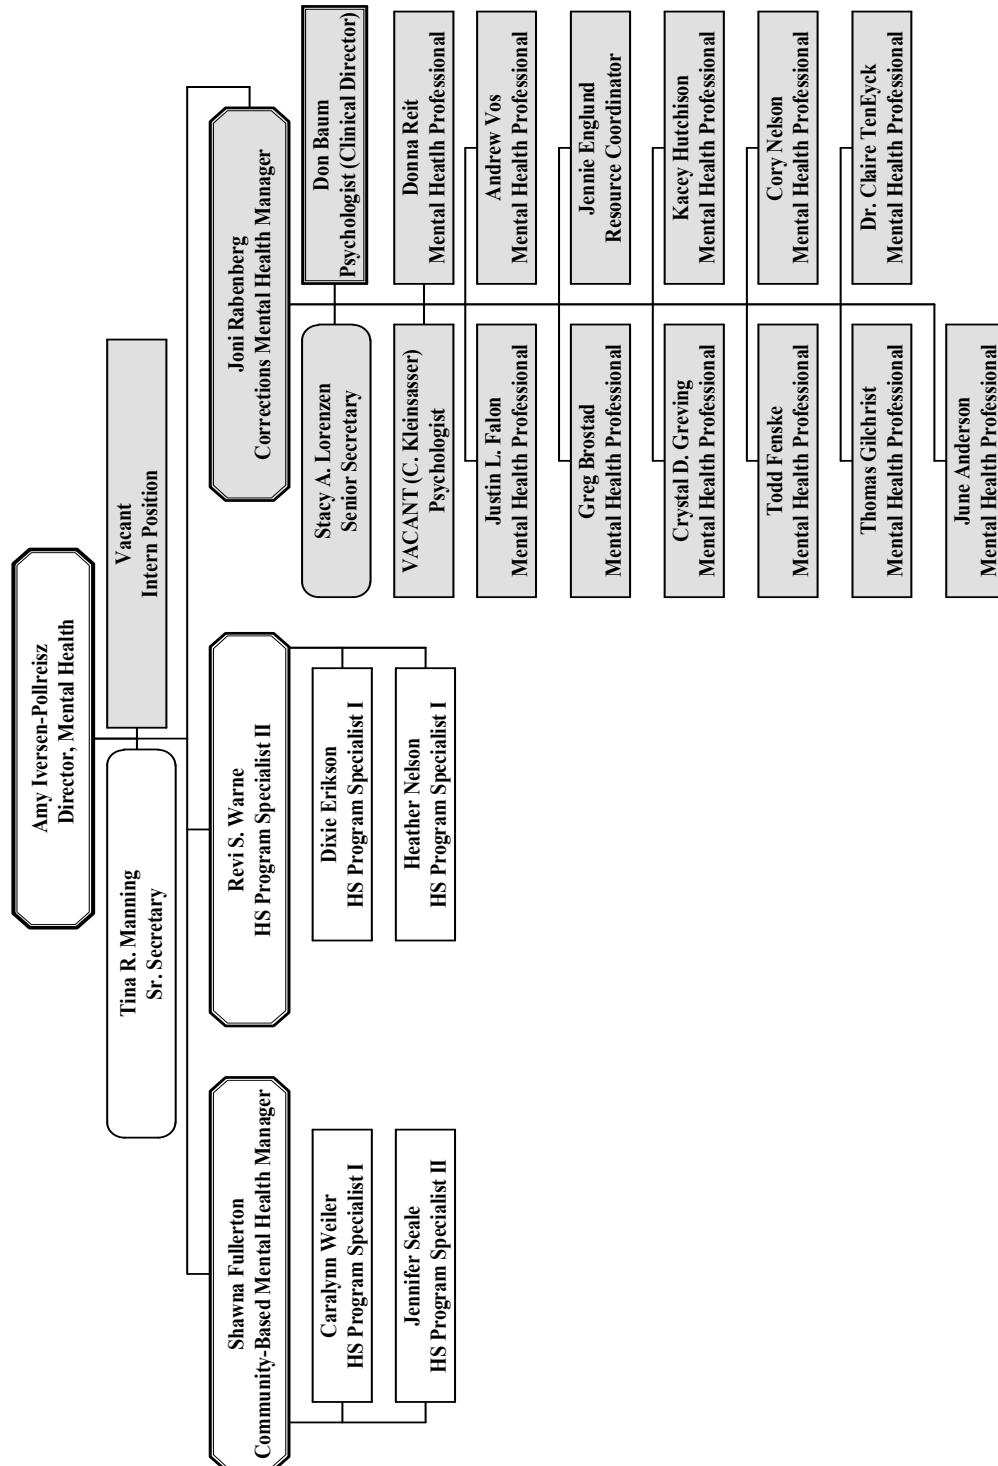 Amy Iversen-Pollreisz
Director, Mental Health
Tina R. Manning
Sr. Secretary
Vacant
Intern Position
Shawna Fullerton
Community-Based Mental Health Manager
Revi S. Warne
HS Program Specialist II
Joni Rabenberg
Corrections Mental Health Manager
Caralynn Weiler
HS Program Specialist I
Jennifer Seale
HS Program Specialist II
Dixie Erikson
HS Program Specialist I
Heather Nelson
HS Program Specialist I
Stacy A. Lorenzen
Senior Secretary
Don Baum
Psychologist (Clinical Director)
VACANT (C. Kleinsasser)
Psychologist
Donna Reit
Mental Health Professional
Justin L. Falon
Mental Health Professional
Andrew Vos
Mental Health Professional
Greg Brostad
Mental Health Professional
Jennie Englund
Resource Coordinator
Crystal D. Greving
Mental Health Professional
Kacey Hutchison
Mental Health Professional
Todd Fenske
Mental Health Professional
Cory Nelson
Mental Health Professional
Thomas Gilchrist
Mental Health Professional
Dr. Claire TenEyck
Mental Health Professional
June Anderson
Mental Health Professional